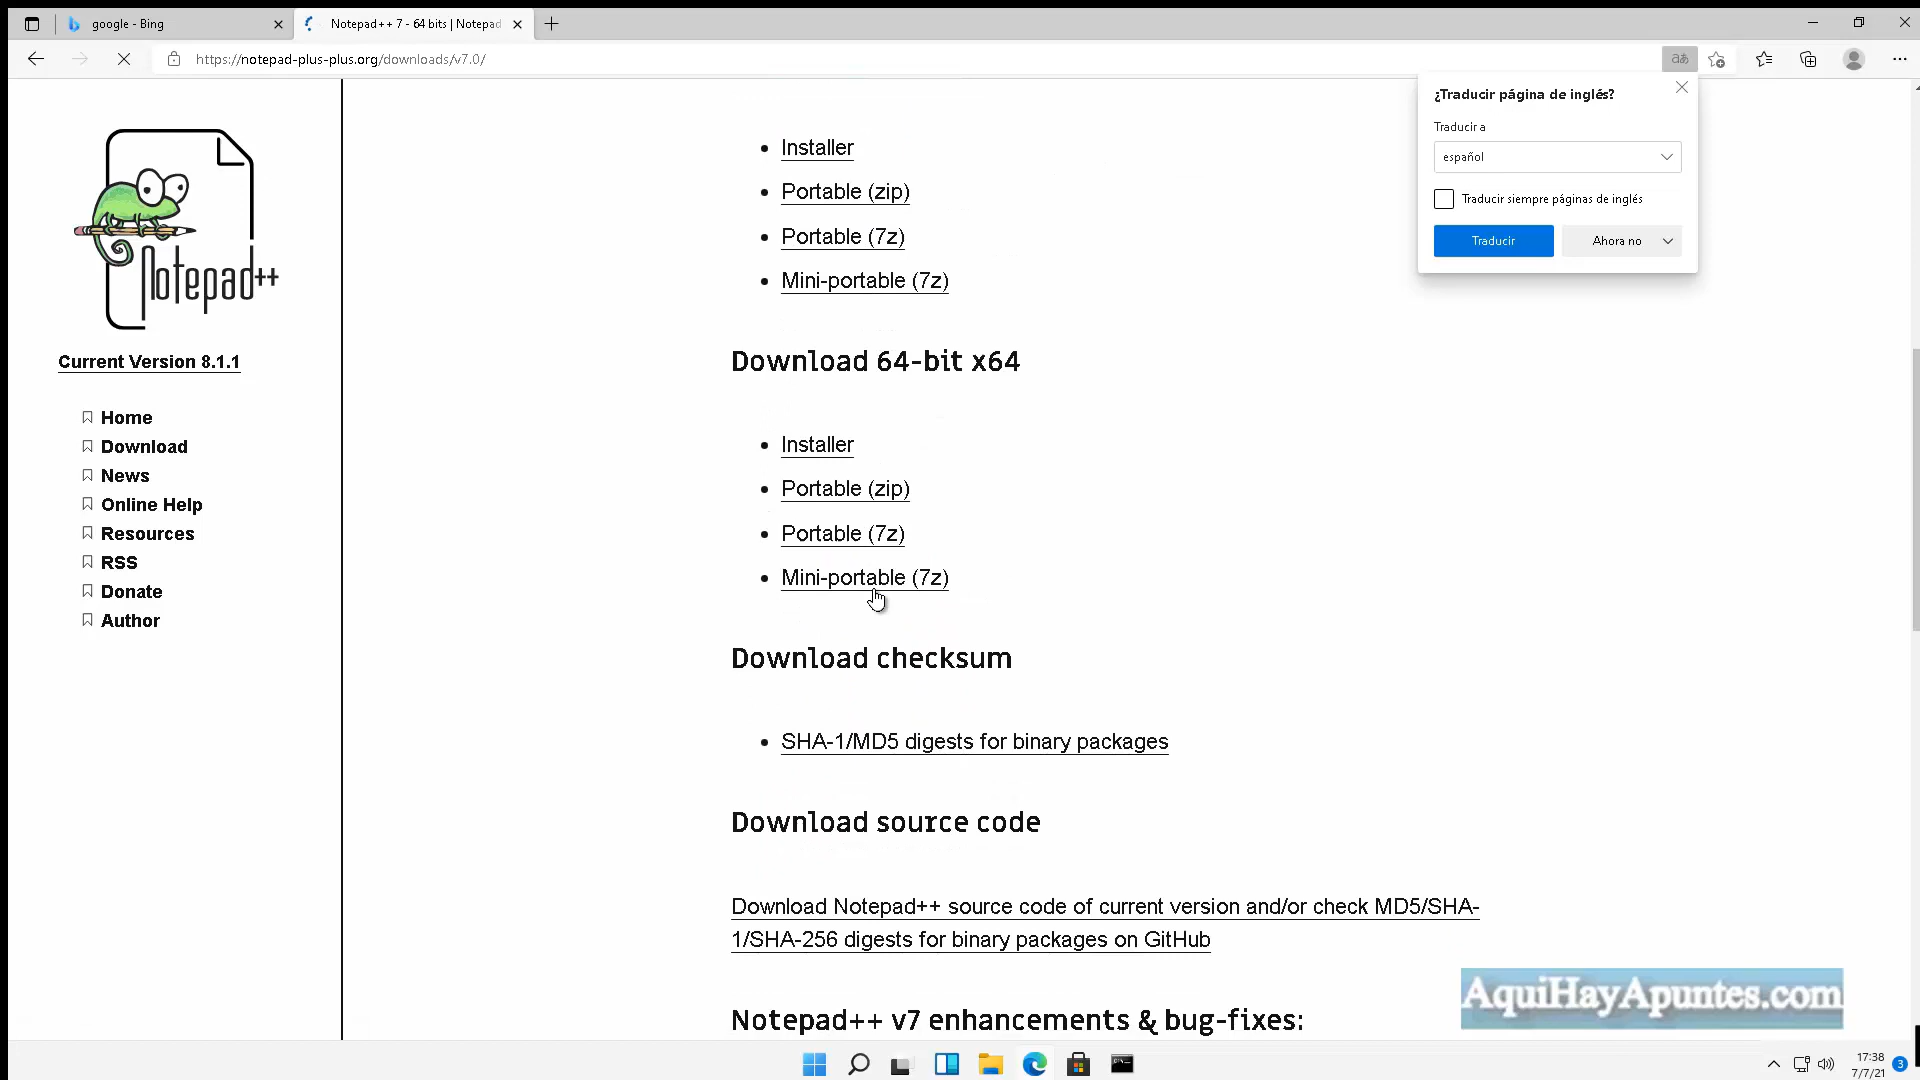 google - Bing
Notepad++ 7 - 64 bits | Notepad
https://notepad-plus-plus.org/downloads/v7.0/
aあ
¿Traducir página de inglés?
Traducir a
español
Traducir siempre páginas de inglés
Traducir
Ahora no
Notepad++
Current Version 8.1.1
Home
Download
News
Online Help
Resources
RSS
Donate
Author
Installer
Portable (zip)
Portable (7z)
Mini-portable (7z)
Download 64-bit x64
Installer
Portable (zip)
Portable (7z)
Mini-portable (7z)
Download checksum
SHA-1/MD5 digests for binary packages
Download source code
Download Notepad++ source code of current version and/or check MD5/SHA-
1/SHA-256 digests for binary packages on GitHub
Notepad++ v7 enhancements & bug-fixes:
AquiHayApuntes.com
17:38
7/7/21
3